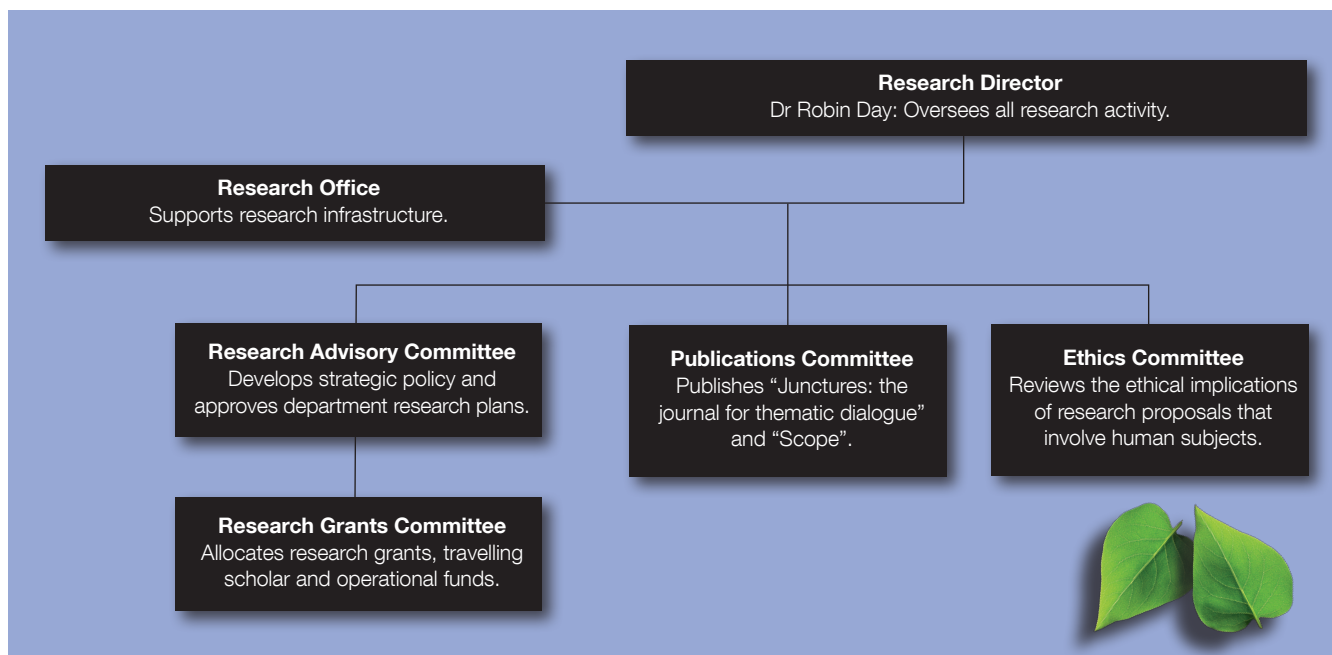 Research Director
Dr Robin Day: Oversees all research activity.
Research Office
Supports research infrastructure.
Research Advisory Committee
Develops strategic policy and
approves department research plans.
Publications Committee
Publishes “Junctures: the
journal for thematic dialogue”
and “Scope”.
Ethics Committee
Reviews the ethical implications
of research proposals that
involve human subjects.
Research Grants Committee
Allocates research grants, travelling
scholar and operational funds.